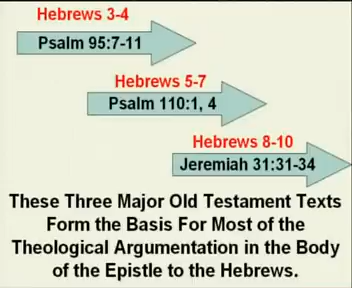 Hebrews 3-4
Psalm 95:7-11
Hebrews 5-7
Psalm 110:1, 4
Hebrews 8-10
Jeremiah 31:31-34
These Three Major Old Testament Texts
Form the Basis For Most of the
Theological Argumentation in the Body
of the Epistle to the Hebrews.